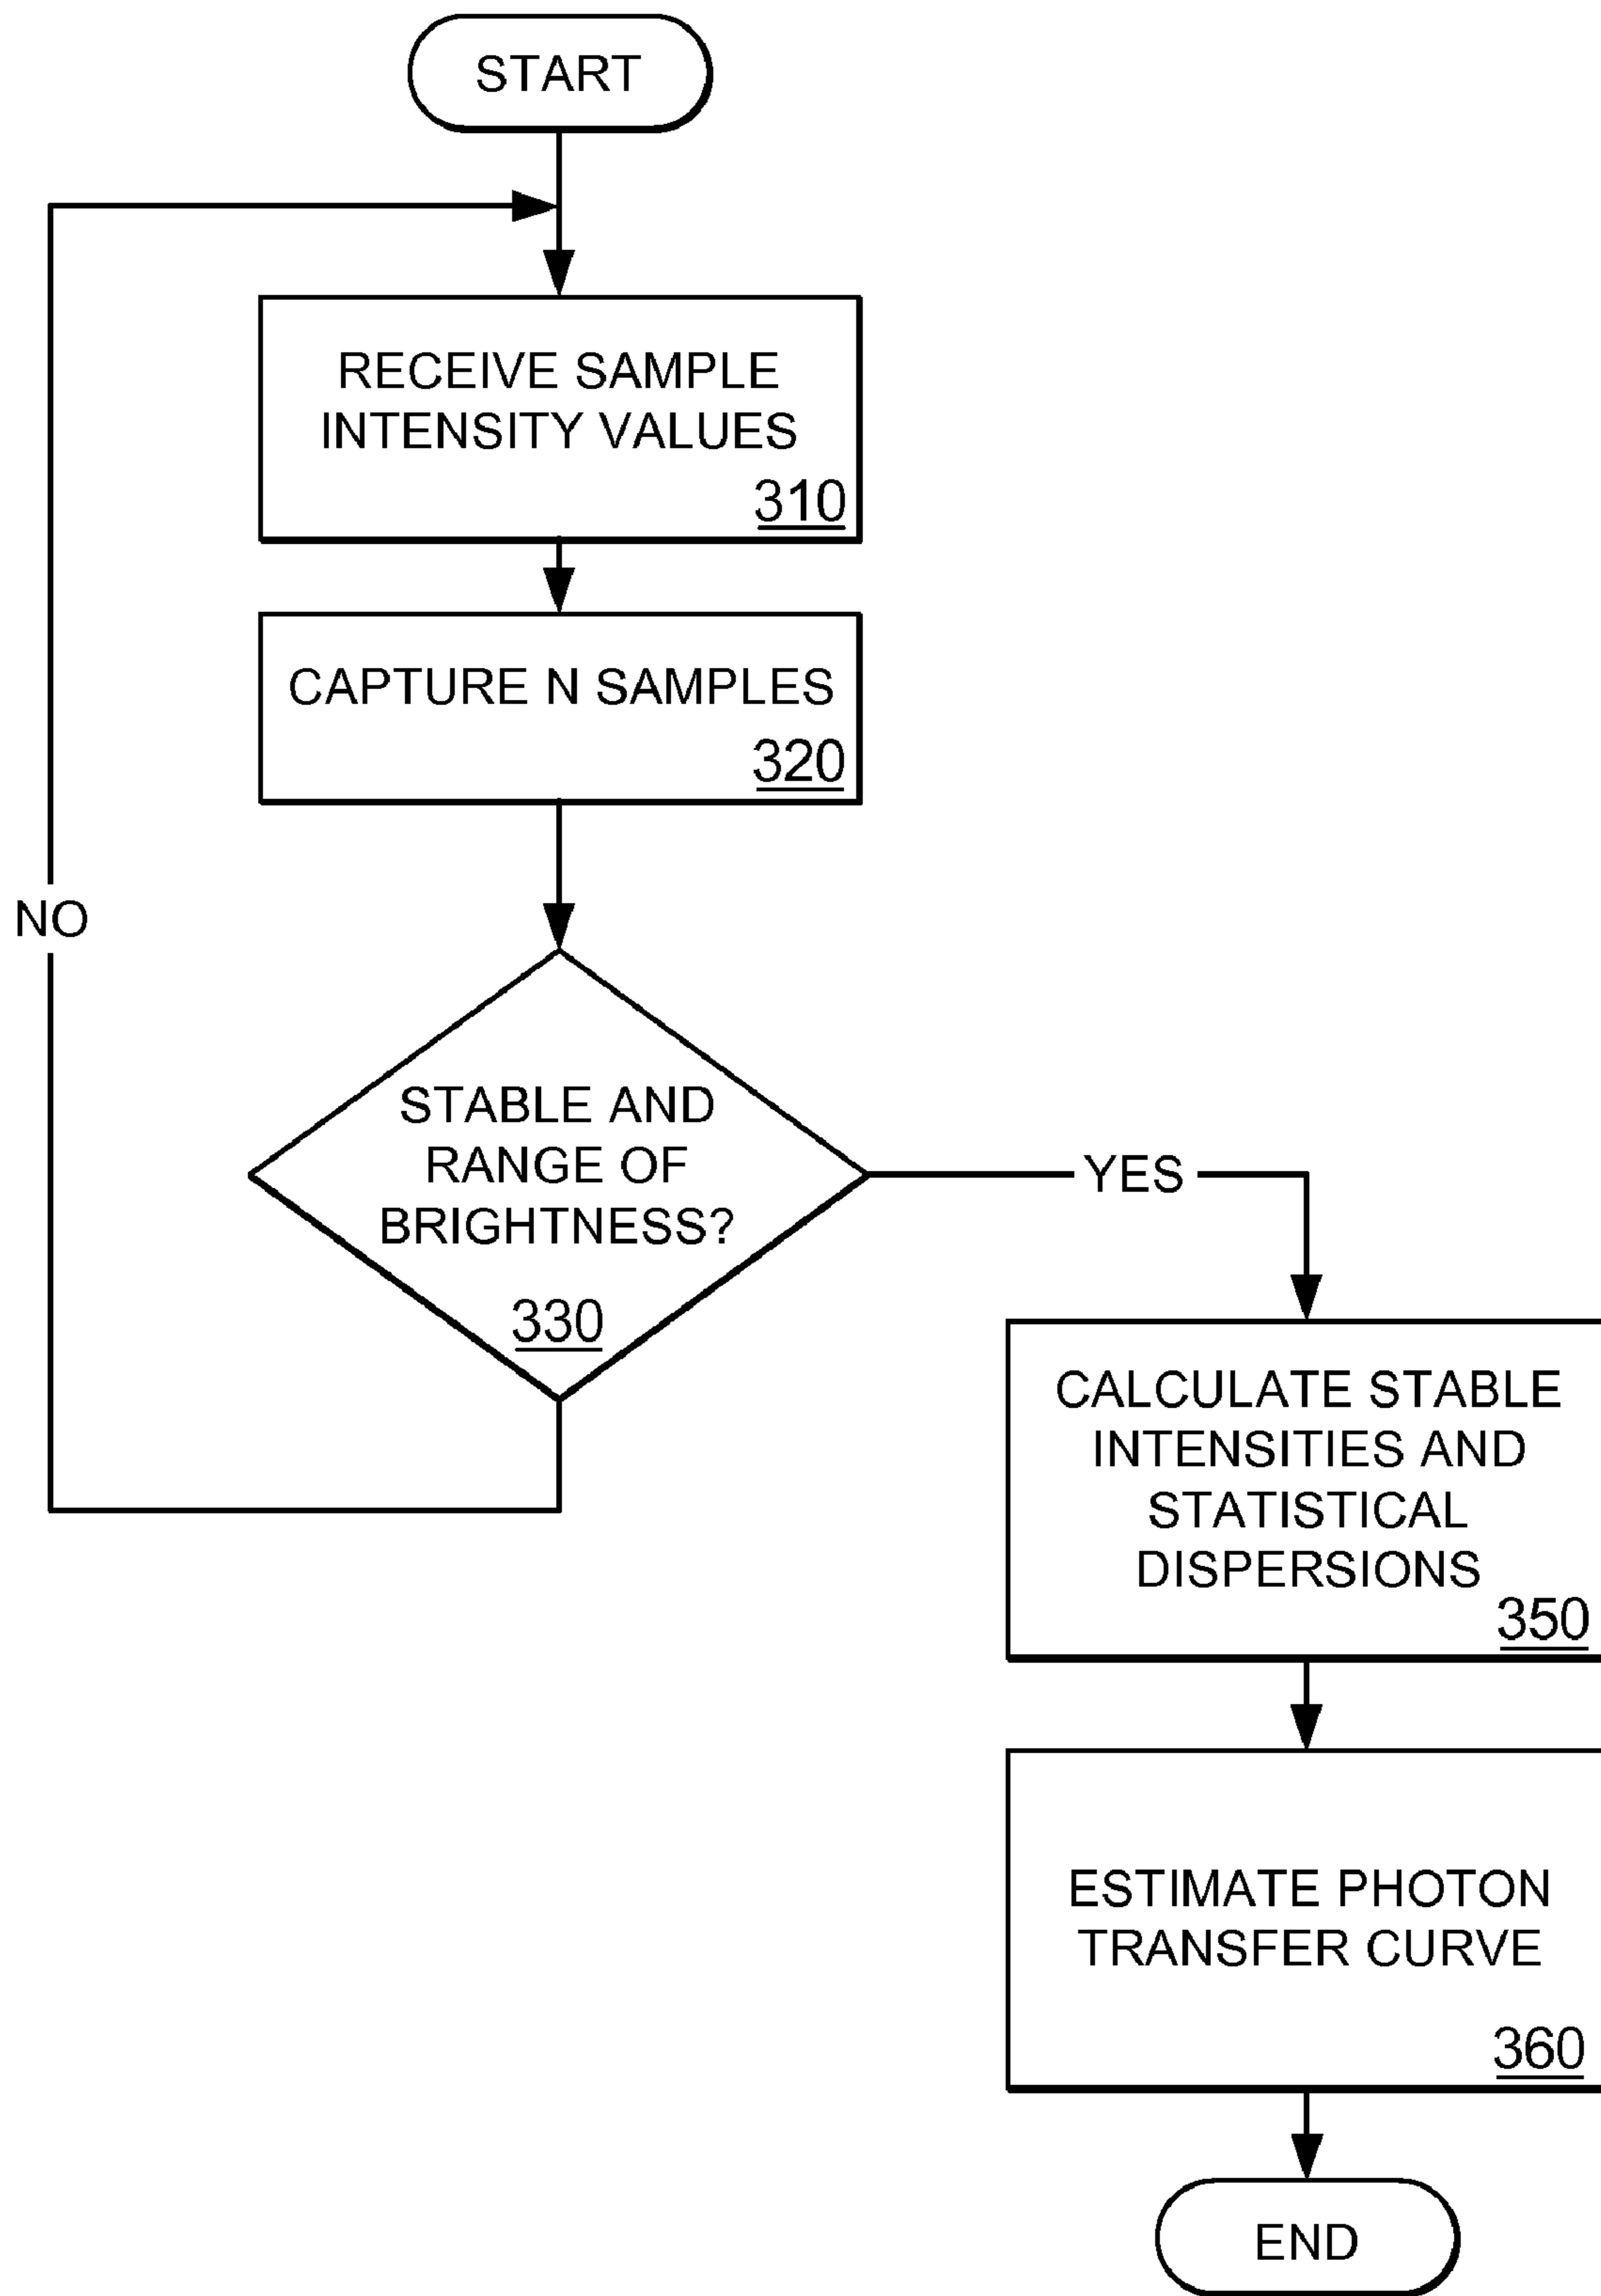 START
RECEIVE SAMPLE
INTENSITY VALUES
310
CAPTURE N SAMPLES
320
NO
STABLE AND
RANGE OF
BRIGHTNESS?
330
YES
CALCULATE STABLE
INTENSITIES AND
STATISTICAL
DISPERSIONS
350
ESTIMATE PHOTON
TRANSFER CURVE
360
END